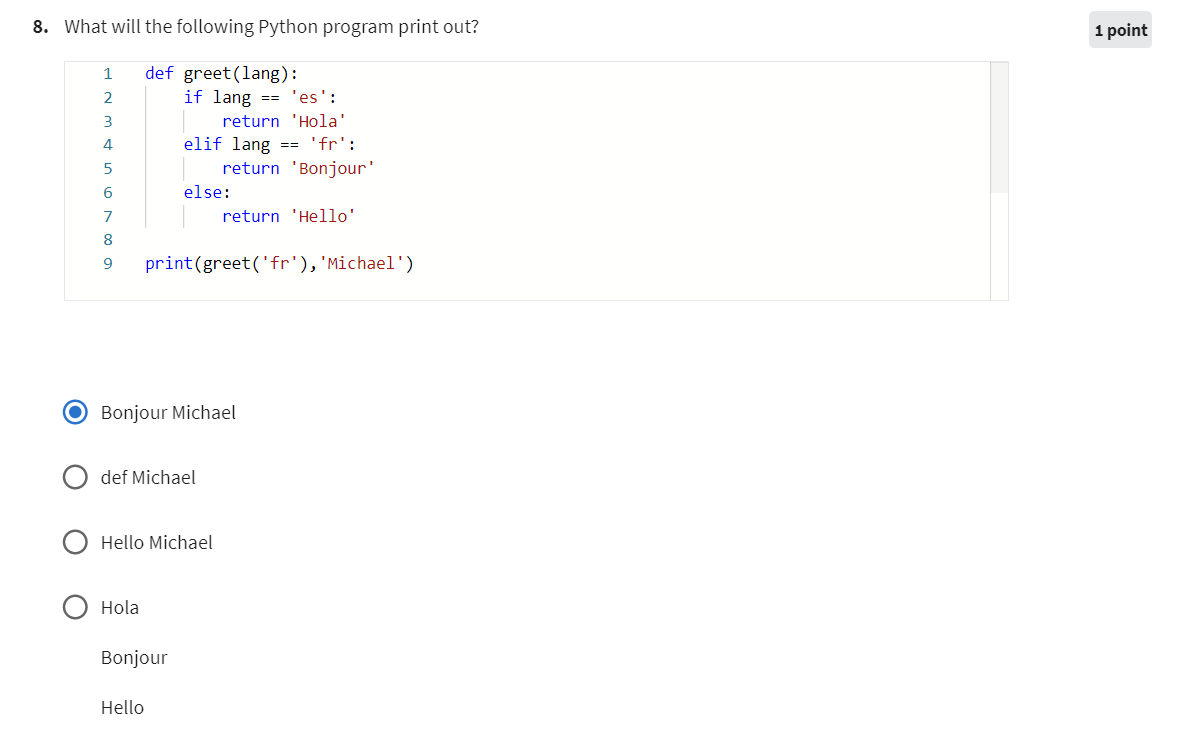 8. What will the following Python program print out?
1 point
1 def greet(lang):
2     if lang == 'es':
3         return 'Hola'
4     elif lang == 'fr':
5         return 'Bonjour'
6     else:
7         return 'Hello'
8
9 print(greet('fr'),'Michael')
Bonjour Michael
def Michael
Hello Michael
Hola
Bonjour
Hello